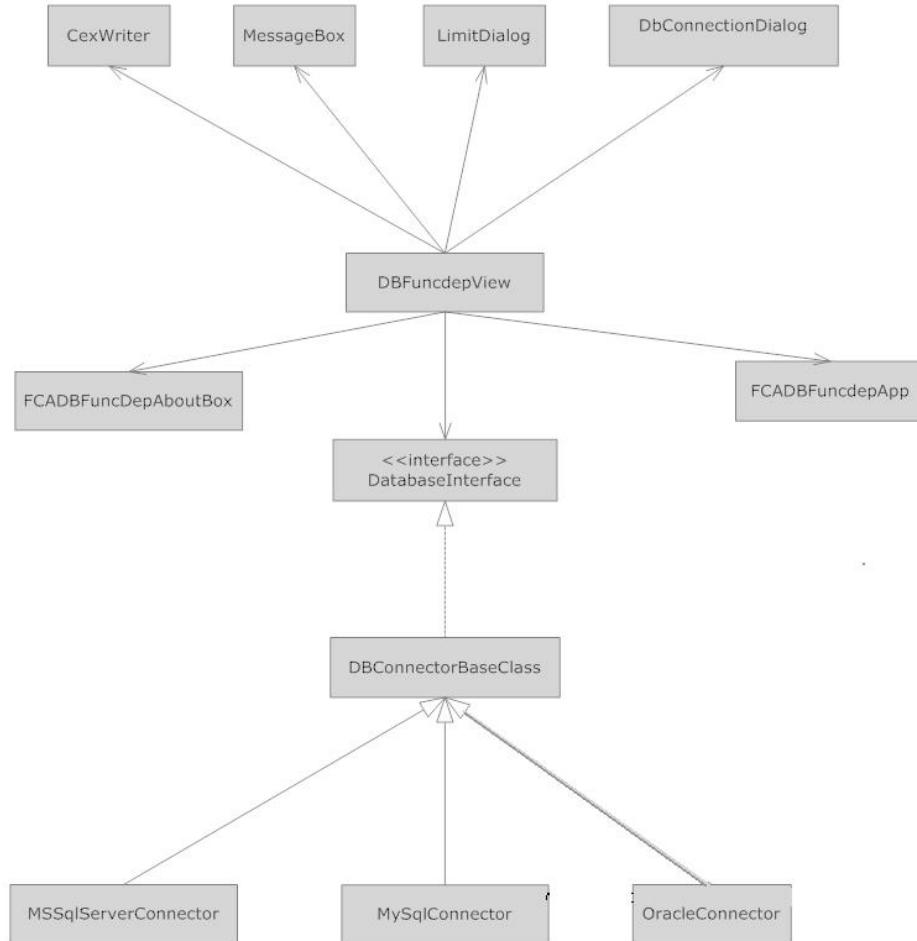 CexWriter
MessageBox
LimitDialog
DbConnectionDialog
DBFuncdepView
FCADBFuncDepAboutBox
FCADBFuncdepApp
<<interface>>
DatabaseInterface
DBConnectorBaseClass
MSSqlServerConnector
MySqlConnector
OracleConnector